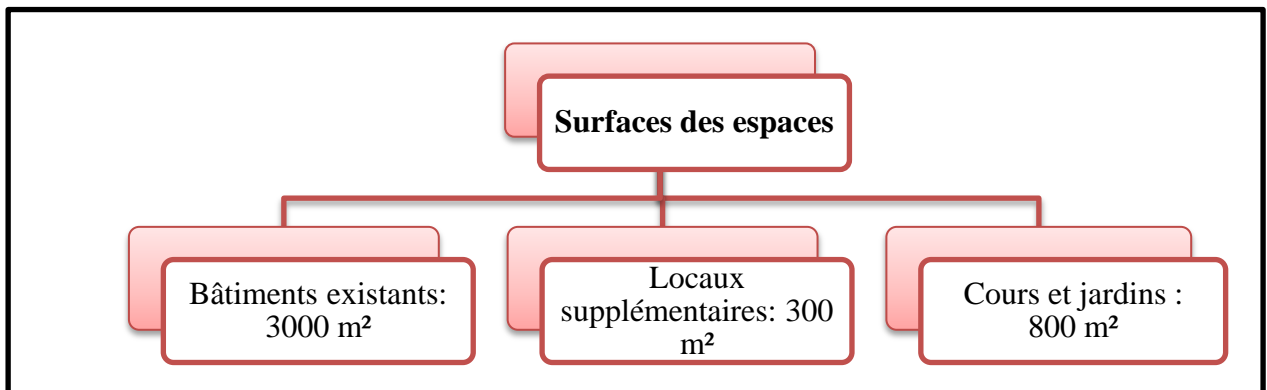 Surfaces des espaces
Bâtiments existants:
3000 m²
Locaux
supplémentaires: 300
m²
Cours et jardins :
800 m²